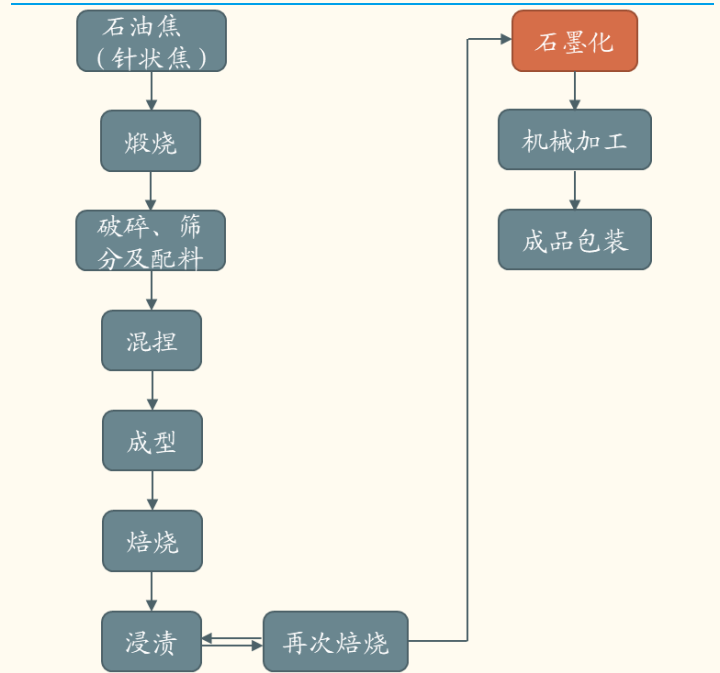 石油焦
（针状焦）
煅烧
破碎、筛
分及配料
混捏
成型
焙烧
浸渍
再次焙烧
石墨化
机械加工
成品包装